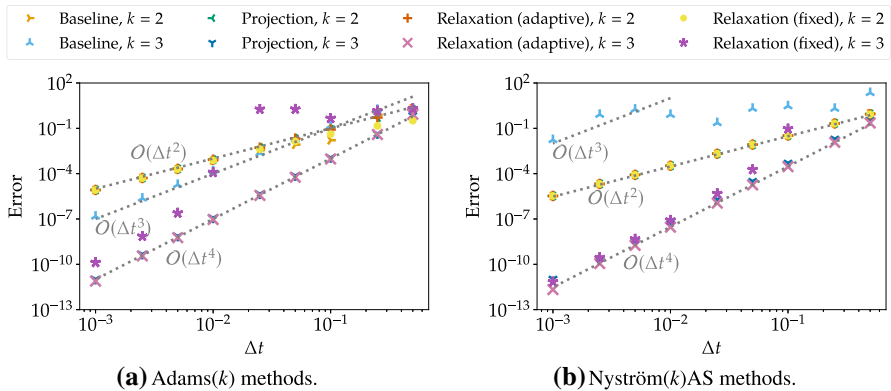 Baseline, k = 2 Projection, k = 2 Relaxation (adaptive), k = 2 Relaxation (fixed), k = 2
Baseline, k = 3 Projection, k = 3 Relaxation (adaptive), k = 3 Relaxation (fixed), k = 3
10^2
10^−1
10^−4
10^−7
10^−10
10^−13
Error
O(Δt^2)
O(Δt^3)
O(Δt^4)
10^−3 10^−2 10^−1
Δt
(a) Adams(k) methods.
10^2
10^−1
10^−4
10^−7
10^−10
10^−13
Error
O(Δt^3)
O(Δt^2)
O(Δt^4)
10^−3 10^−2 10^−1
Δt
(b) Nyström(k)AS methods.